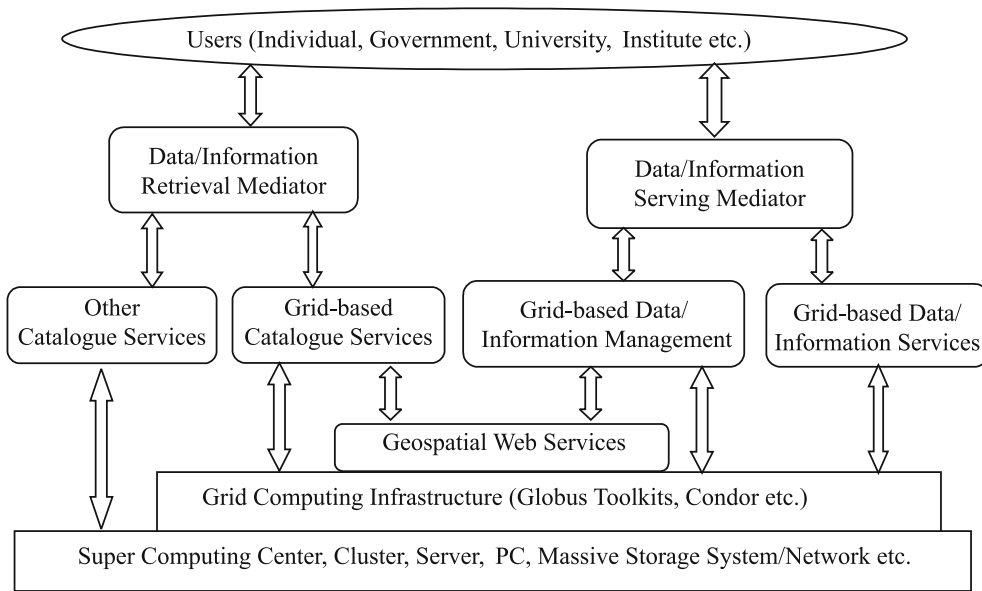 Users (Individual, Government, University, Institute etc.)
Data/Information
Retrieval Mediator
Data/Information
Serving Mediator
Other
Catalogue Services
Grid-based
Catalogue Services
Grid-based Data/
Information Management
Grid-based Data/
Information Services
Geospatial Web Services
Grid Computing Infrastructure (Globus Toolkits, Condor etc.)
Super Computing Center, Cluster, Server, PC, Massive Storage System/Network etc.